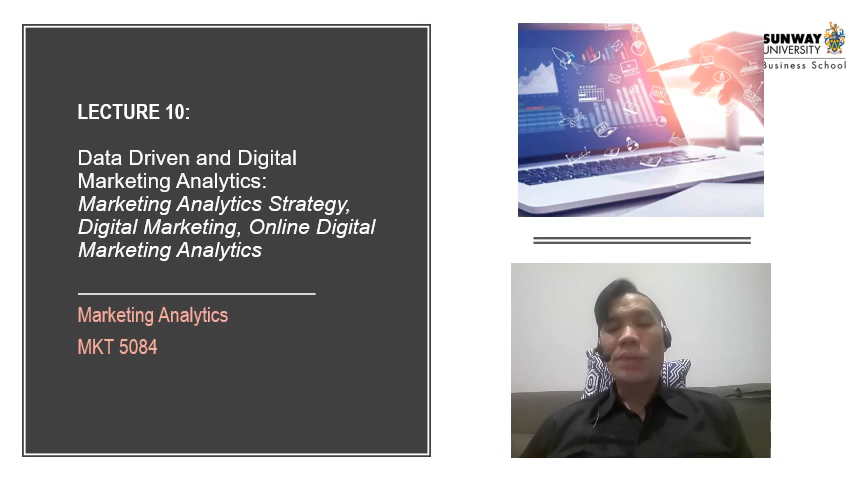 LECTURE 10:
Data Driven and Digital
Marketing Analytics:
Marketing Analytics Strategy,
Digital Marketing, Online Digital
Marketing Analytics
Marketing Analytics
MKT 5084
SUNWAY
UNIVERSITY
Business School